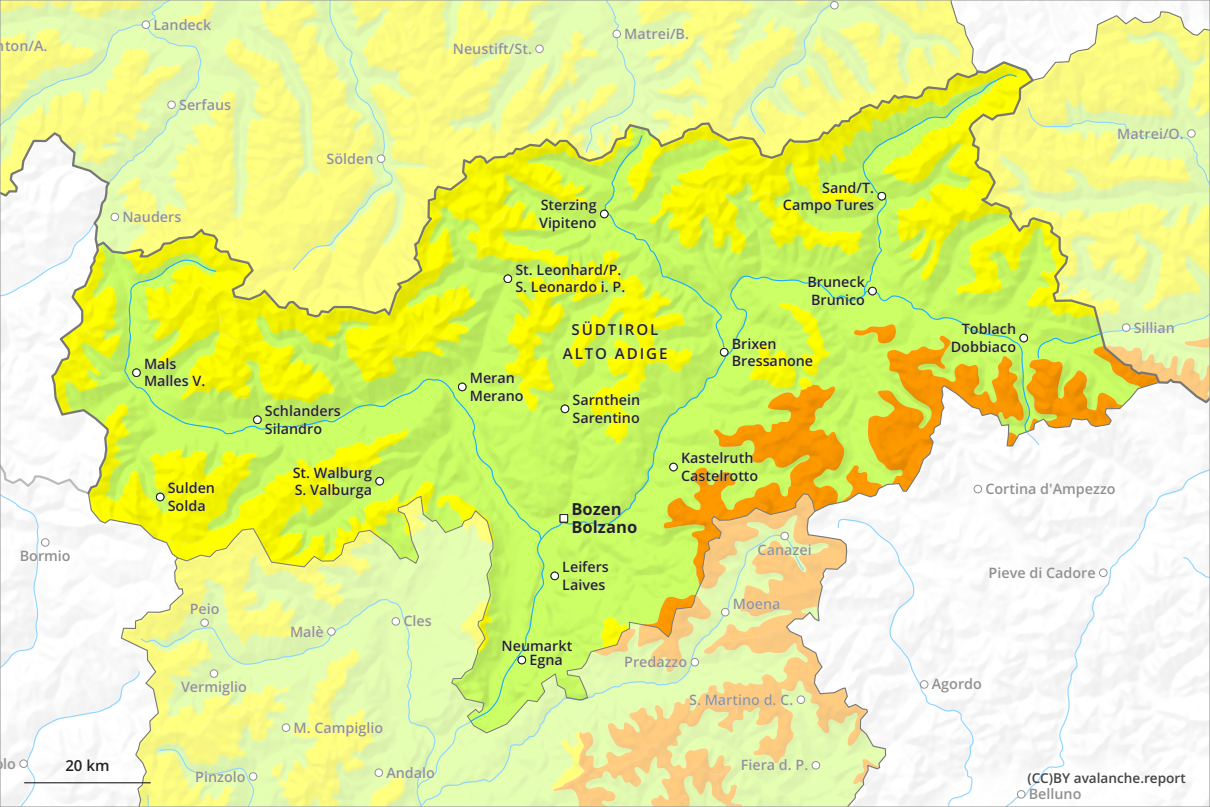 Landeck
nton/A.
Matrei/B.
Neustift/St.
Serfaus
Matrei/O.
Sölden
Sand/T.
Campo Tures
Nauders
Sterzing
Vipiteno
St. Leonhard/P.
S. Leonardo i. P.
Bruneck
Brunico
SÜDTIROL
ALTO ADIGE
Toblach
Dobbiaco
Sillian
Brixen
Bressanone
Mals
Malles V.
Meran
Merano
Sarnthein
Sarentino
Schlanders
Silandro
Kastelruth
Castelrotto
St. Walburg
S. Valburga
Sulden
Solda
Cortina d'Ampezzo
Bozen
Bolzano
Canazei
Bormio
Leifers
Laives
Pieve di Cadore
Peio
Moena
Cles
Malè
Neumarkt
Egna
Predazzo
Vermiglio
Agordo
S. Martino d. C.
M. Campiglio
olo
20 km
Pinzolo
Andalo
Fiera d. P.
(CC)BY avalanche.report
Belluno